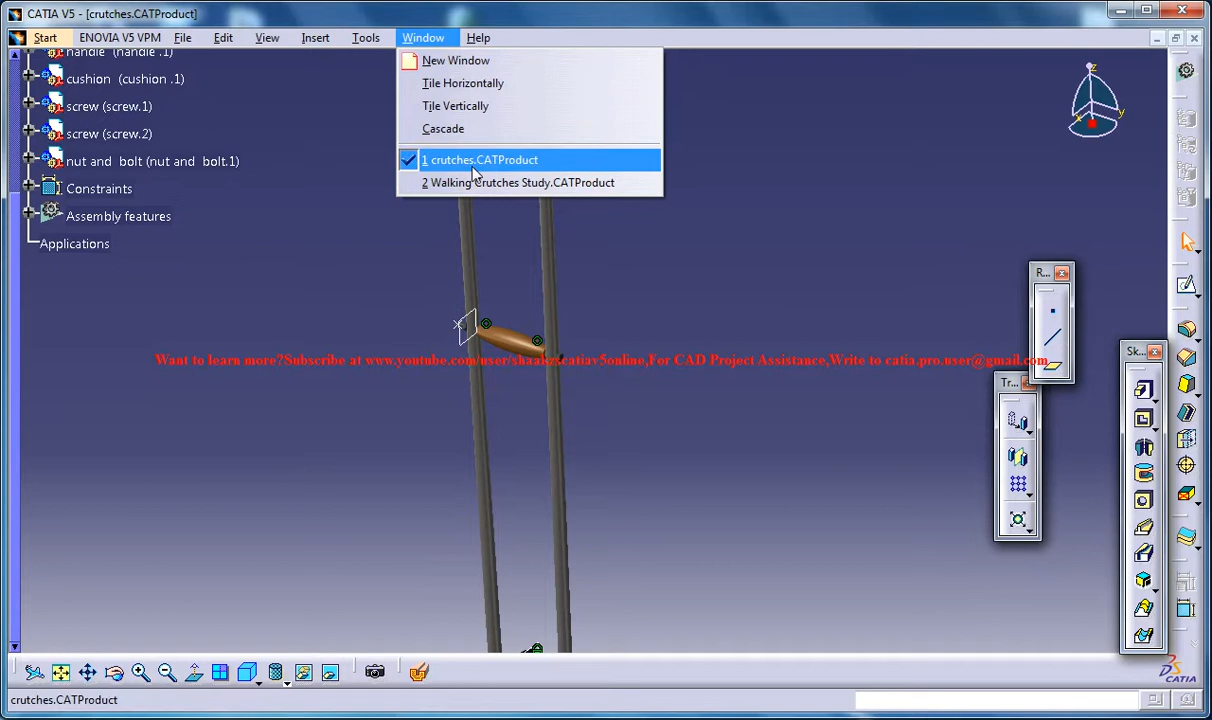 CATIA V5 - [crutches.CATProduct]
Start ENOVIA V5 VPM File Edit View Insert Tools Window Help
handle (handle .1)
cushion (cushion .1)
screw (screw.1)
screw (screw.2)
nut and bolt (nut and bolt.1)
Constraints
Assembly features
Applications
New Window
Tile Horizontally
Tile Vertically
Cascade
1 crutches.CATProduct
2 Walking Crutches Study.CATProduct
z
y
x
R...
Sk...
Tr...
Want to learn more?Subscribe at www.youtube.com/user/skaalxzscatiav5online,For CAD Project Assistance,Write to catia.pro.user@gmail.com
CATIA
crutches.CATProduct